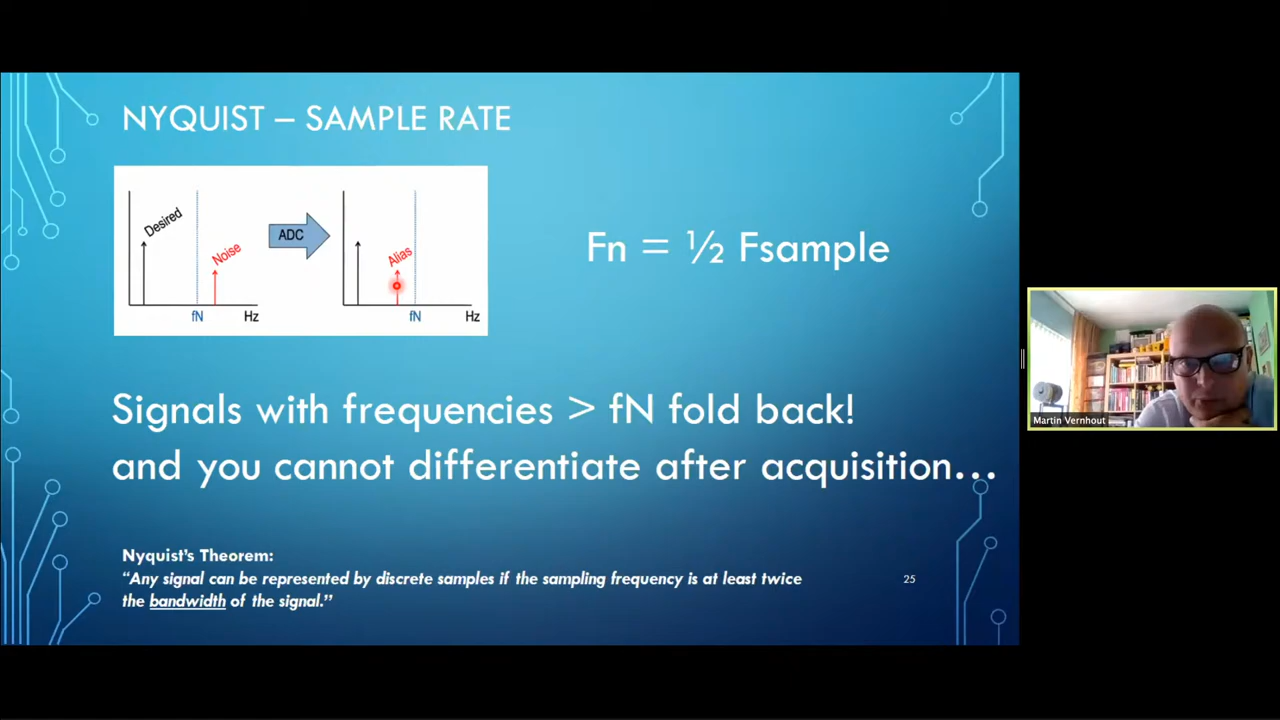 NYQUIST – SAMPLE RATE
Desired
Noise
fN
Hz
ADC
Alias
fN
Hz
Fn = ½ Fsample
Signals with frequencies > fN fold back!
and you cannot differentiate after acquisition...
Nyquist's Theorem:
"Any signal can be represented by discrete samples if the sampling frequency is at least twice
the bandwidth of the signal."
25
Martin Vernhout